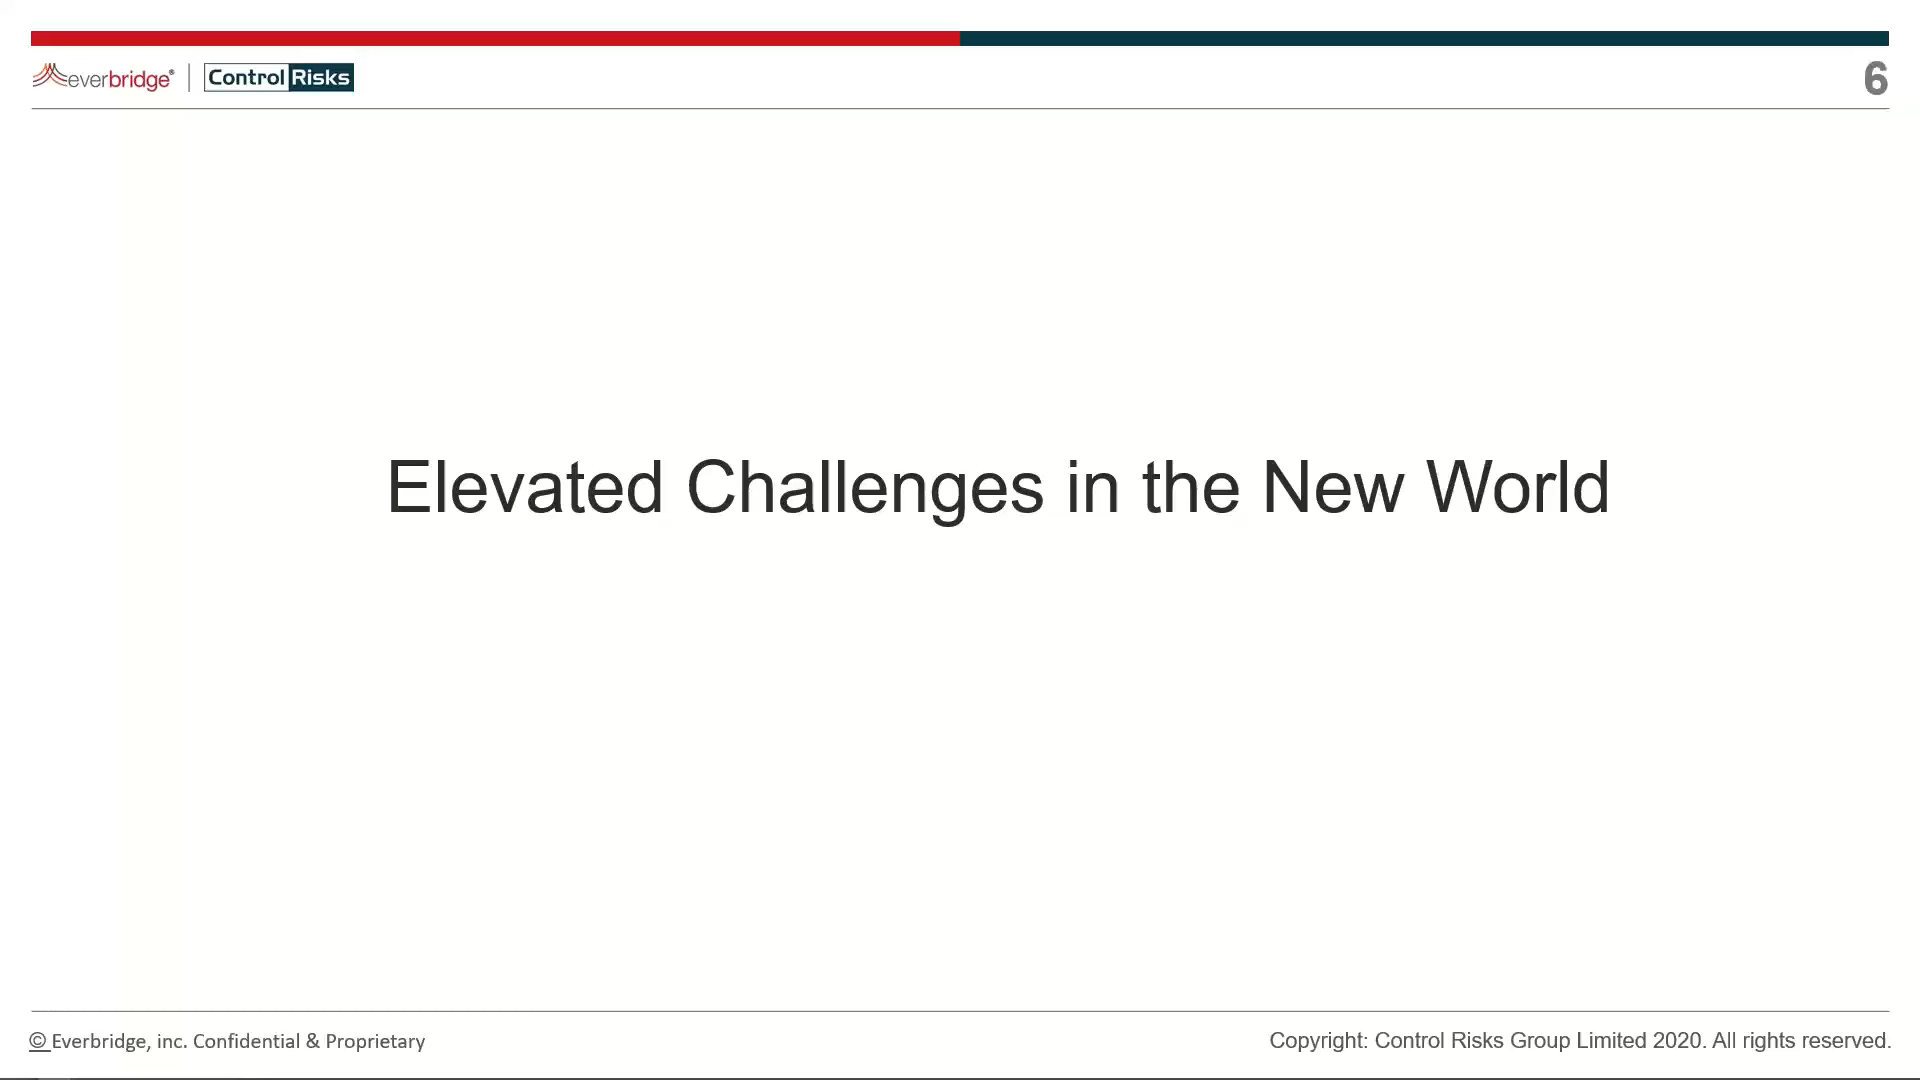 everbridge® | Control Risks
6
Elevated Challenges in the New World
© Everbridge, inc. Confidential & Proprietary
Copyright: Control Risks Group Limited 2020. All rights reserved.